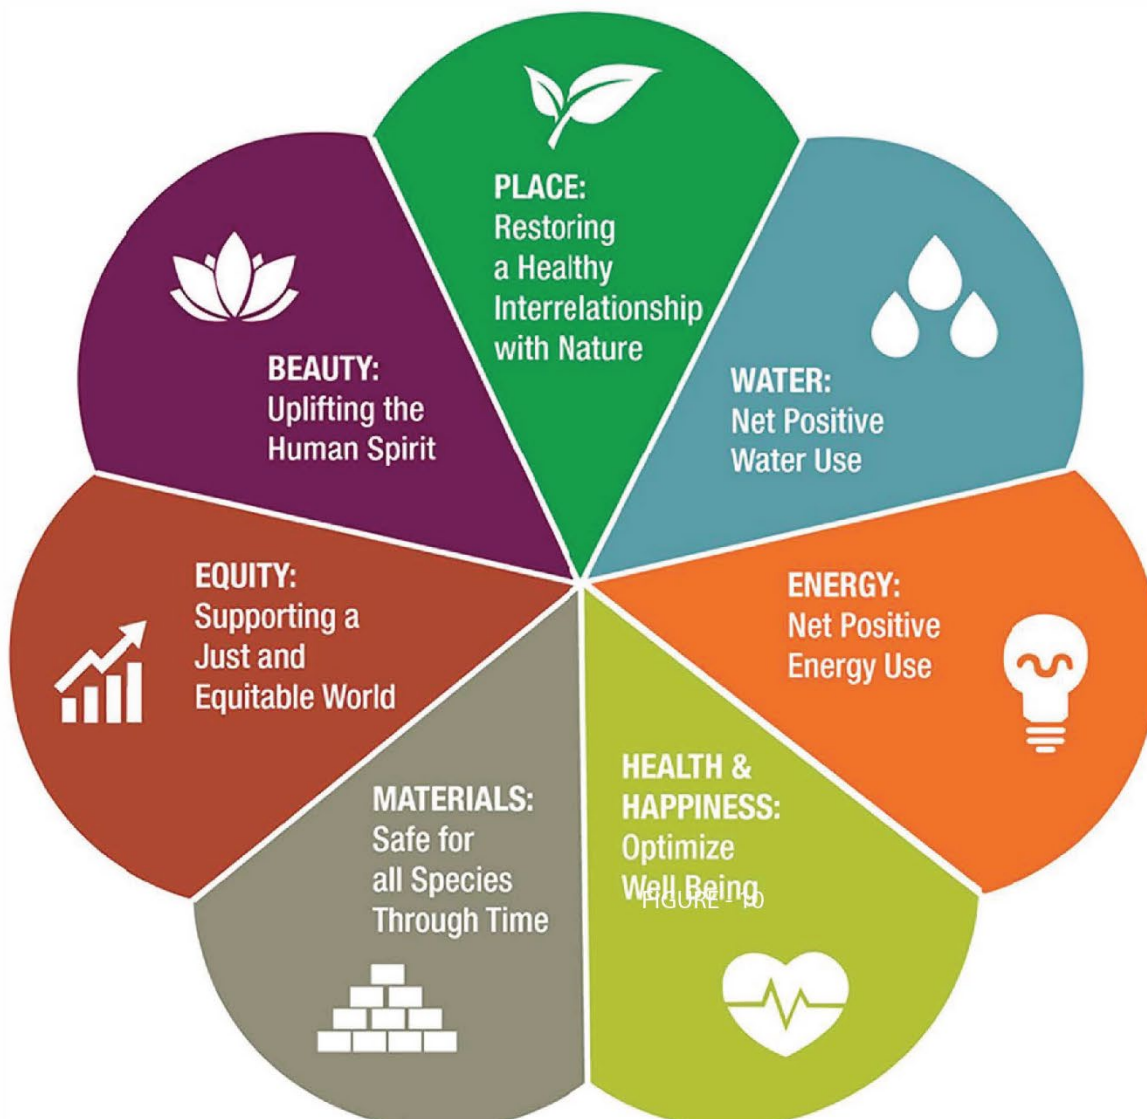 PLACE:
Restoring
a Healthy
Interrelationship
with Nature
WATER:
Net Positive
Water Use
ENERGY:
Net Positive
Energy Use
HEALTH &
HAPPINESS:
Optimize
Well Being
FIGURE - 10
MATERIALS:
Safe for
all Species
Through Time
EQUITY:
Supporting a
Just and
Equitable World
BEAUTY:
Uplifting the
Human Spirit